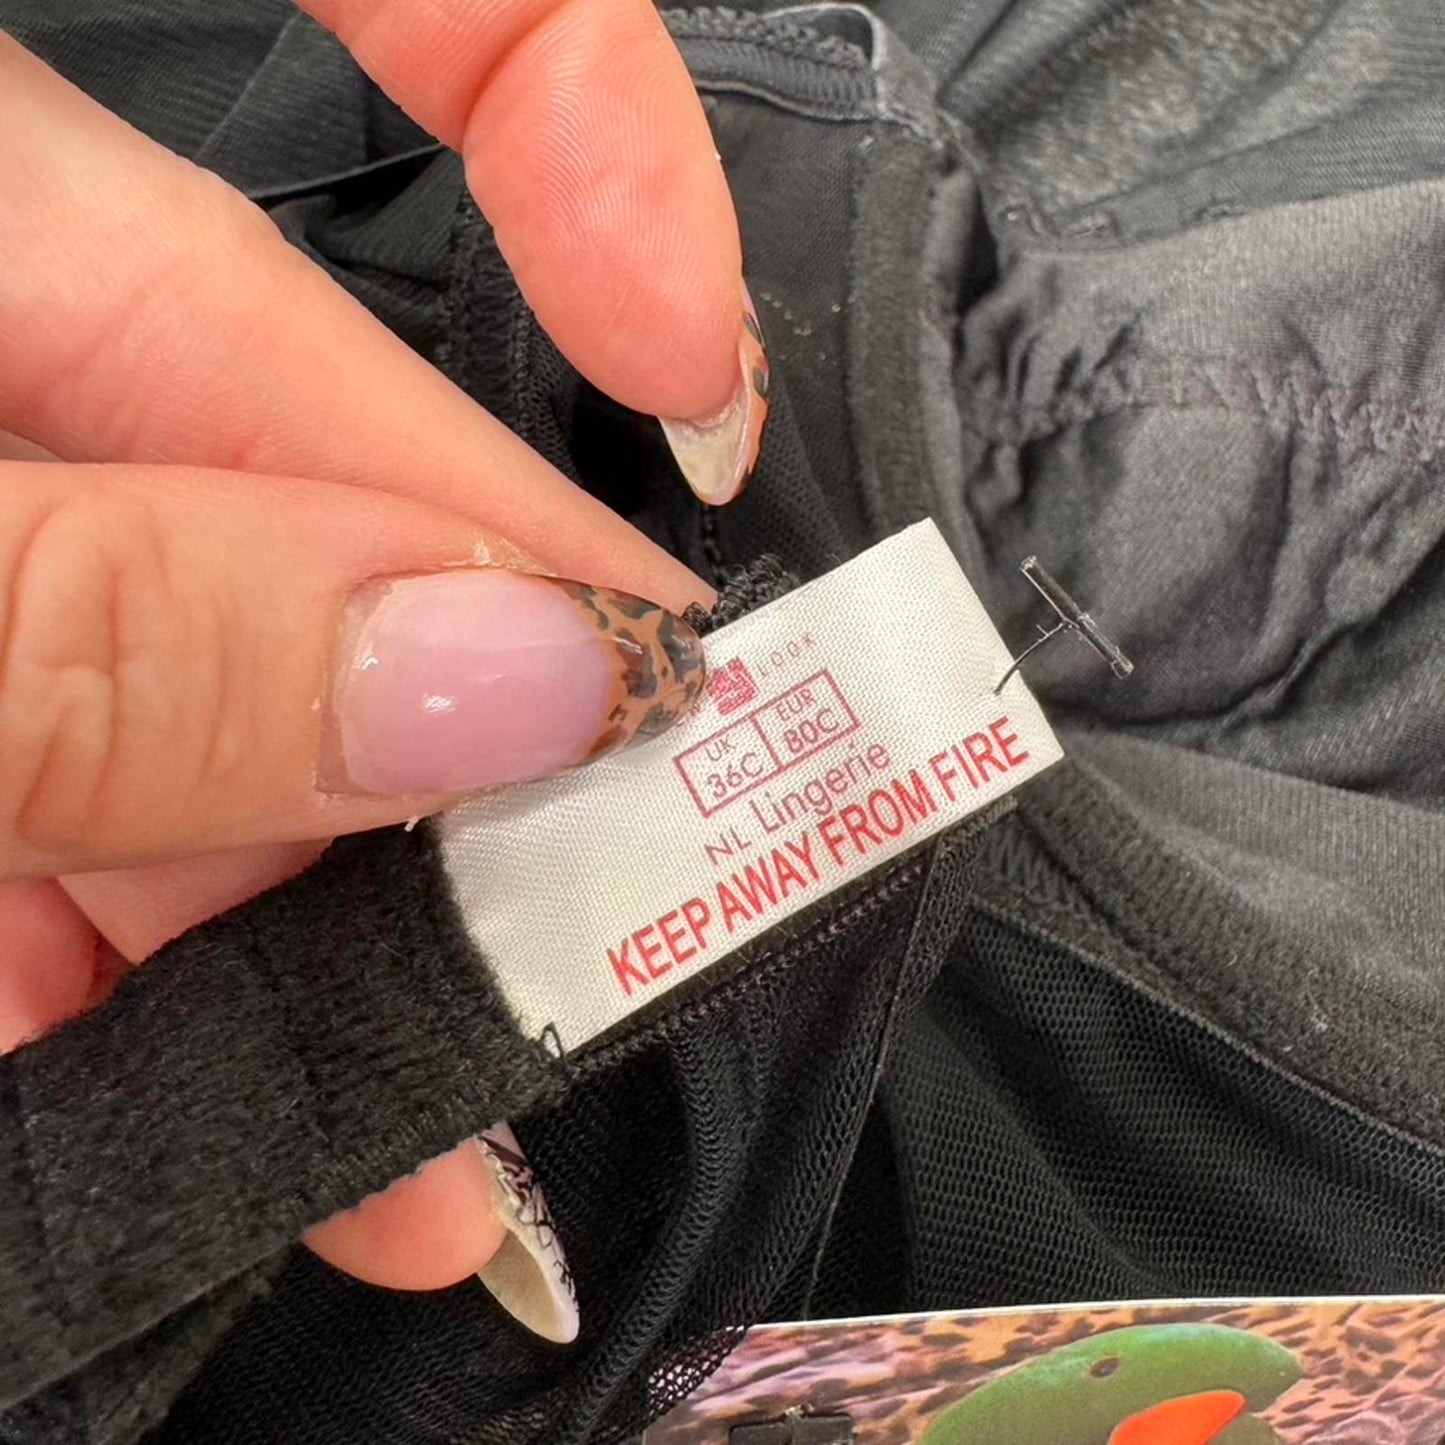 LOOK
UK EUR
36C 80C
NL Lingerie
KEEP AWAY FROM FIRE